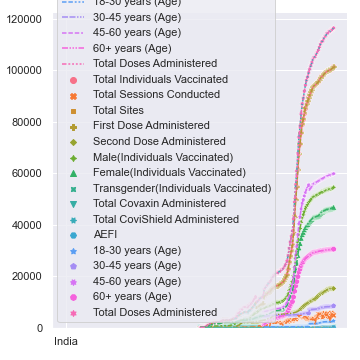 18-30 years (Age)
30-45 years (Age)
45-60 years (Age)
60+ years (Age)
Total Doses Administered
Total Individuals Vaccinated
Total Sessions Conducted
Total Sites
First Dose Administered
Second Dose Administered
Male(Individuals Vaccinated)
Female(Individuals Vaccinated)
Transgender(Individuals Vaccinated)
Total Covaxin Administered
Total CoviShield Administered
AEFI
18-30 years (Age)
30-45 years (Age)
45-60 years (Age)
60+ years (Age)
Total Doses Administered
120000
100000
80000
60000
40000
20000
0
India